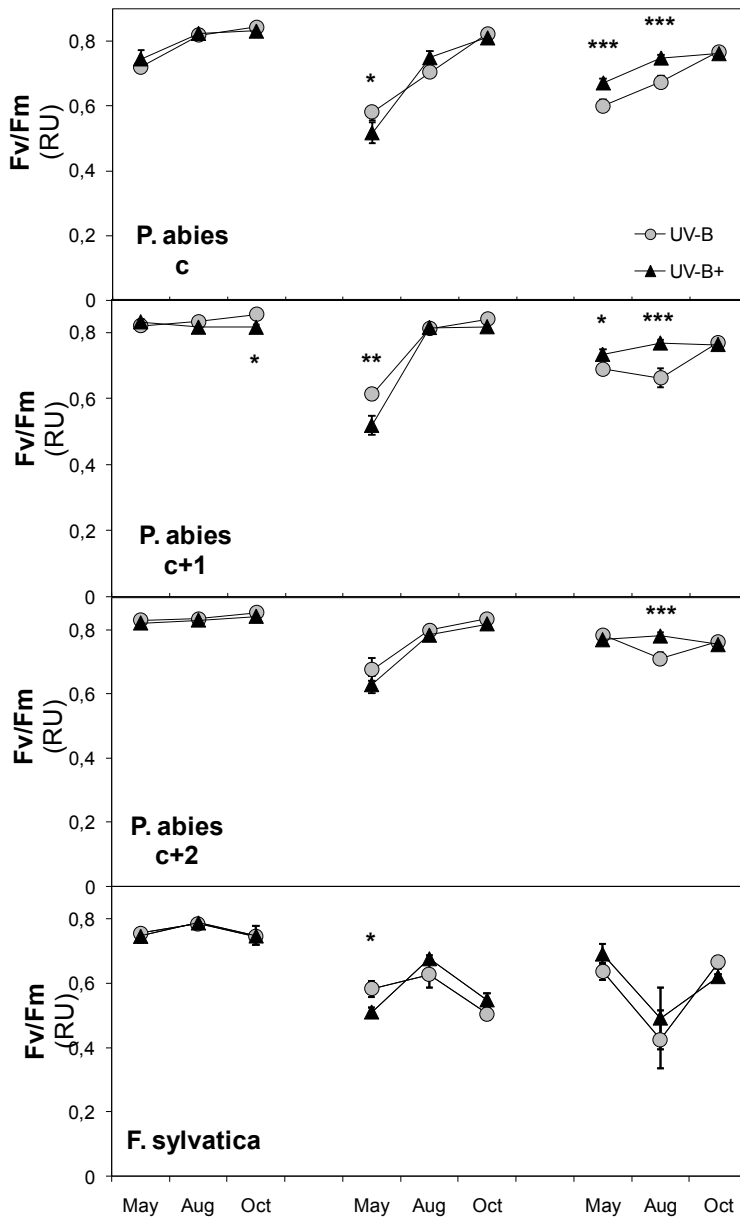 0,8
***
***
*
0,6
Fv/Fm
(RU)
0,4
P. abies
c
UV-B
0,2
UV-B+
0
0,8
*
***
*
**
0,6
Fv/Fm
(RU)
0,4
P. abies
c+1
0,2
0
0,8
***
0,6
Fv/Fm
(RU)
0,4
P. abies
c+2
0,2
0
0,8
*
0,6
Fv/Fm
(RU)
0,4
0,2
F. sylvatica
0
May Aug Oct May Aug Oct May Aug Oct